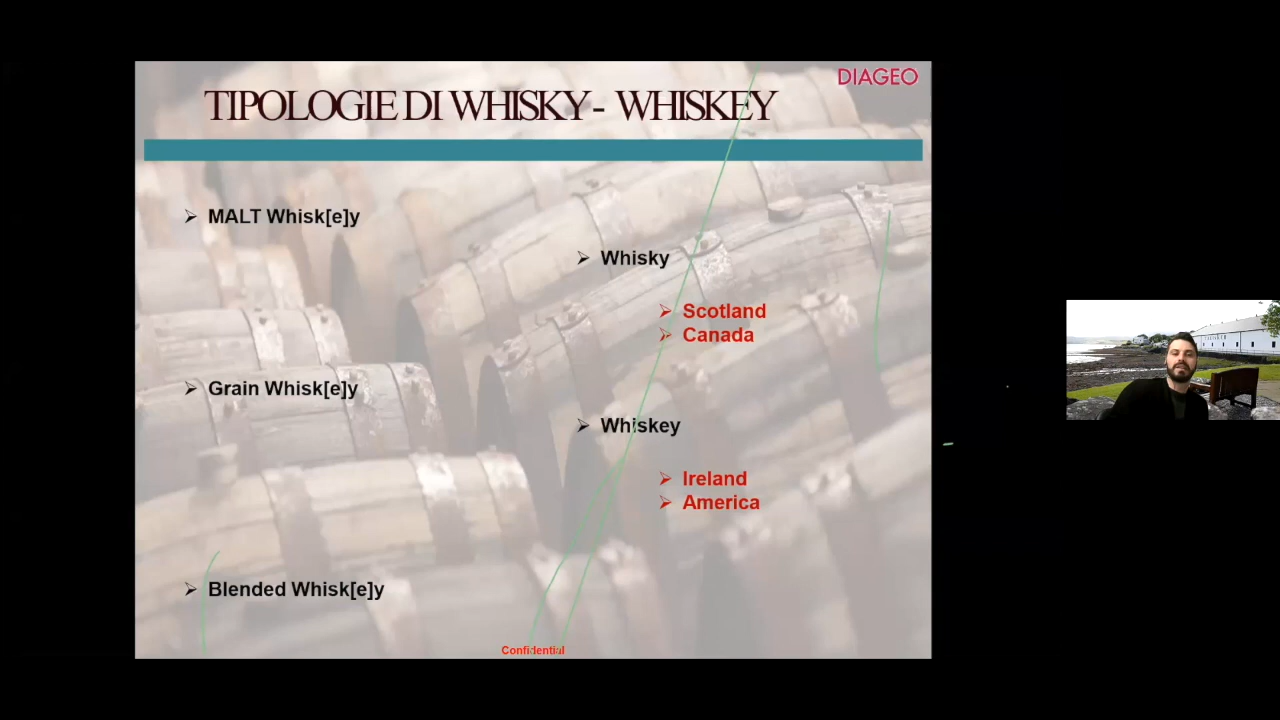 DIAGEO
TIPOLOGIE DI WHISKY - WHISKEY
MALT Whisk[e]y
Grain Whisk[e]y
Blended Whisk[e]y
Whisky
Scotland
Canada
Whiskey
Ireland
America
Confidential